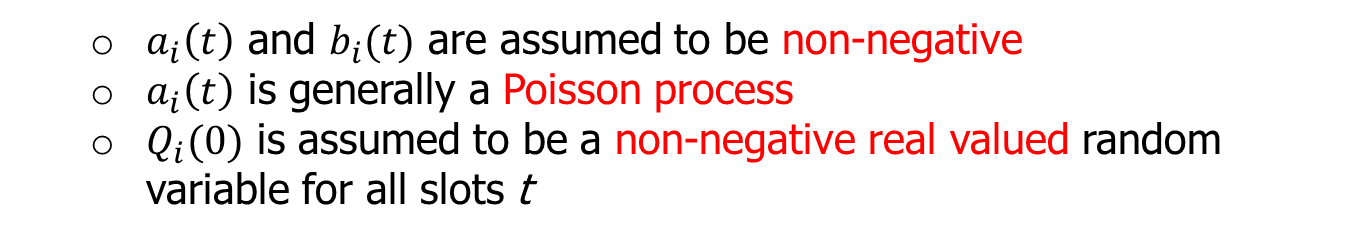 ○ 𝑎ᵢ(𝑡) and 𝑏ᵢ(𝑡) are assumed to be non-negative
○ 𝑎ᵢ(𝑡) is generally a Poisson process
○ 𝑄ᵢ(0) is assumed to be a non-negative real valued random
variable for all slots t